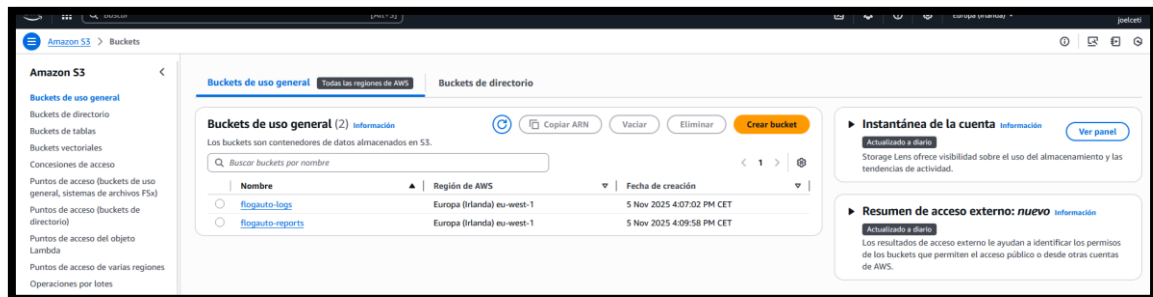 buscar
[Alt+S]
Europa (Irlanda)
joelceti
Amazon S3 > Buckets
Amazon S3
Buckets de uso general
Buckets de directorio
Buckets de tablas
Buckets vectoriales
Concesiones de acceso
Puntos de acceso (buckets de uso
general, sistemas de archivos FSx)
Puntos de acceso (buckets de
directorio)
Puntos de acceso del objeto
Lambda
Puntos de acceso de varias regiones
Operaciones por lotes
Buckets de uso general Todas las regiones de AWS Buckets de directorio
Buckets de uso general (2) Información
Copiar ARN Vaciar Eliminar Crear bucket
Los buckets son contenedores de datos almacenados en S3.
Buscar buckets por nombre
1
Nombre Región de AWS Fecha de creación
flogauto-logs Europa (Irlanda) eu-west-1 5 Nov 2025 4:07:02 PM CET
flogauto-reports Europa (Irlanda) eu-west-1 5 Nov 2025 4:09:58 PM CET
Instantánea de la cuenta Información
Ver panel
Actualizado a diario
Storage Lens ofrece visibilidad sobre el uso del almacenamiento y las
tendencias de actividad.
Resumen de acceso externo: nuevo Información
Actualizado a diario
Los resultados de acceso externo le ayudan a identificar los permisos
de los buckets que permiten el acceso público o desde otras cuentas
de AWS.